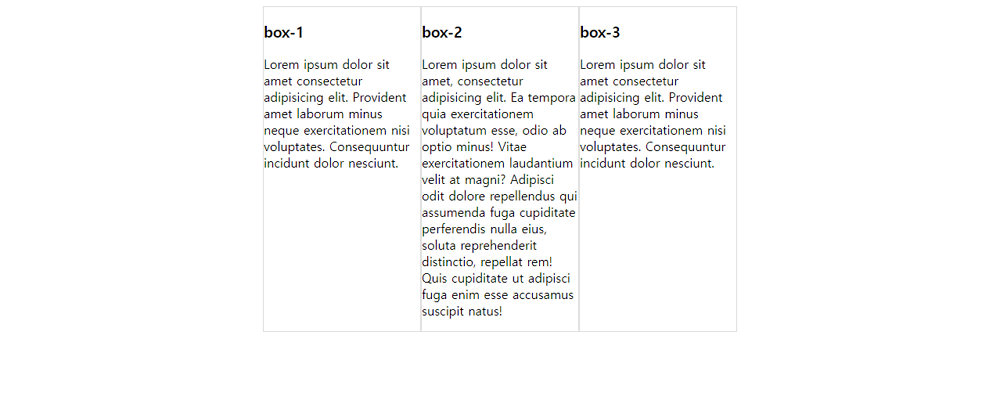 box-1
Lorem ipsum dolor sit
amet consectetur
adipisicing elit. Provident
amet laborum minus
neque exercitationem nisi
voluptates. Consequuntur
incidunt dolor nesciunt.
box-2
Lorem ipsum dolor sit
amet, consectetur
adipisicing elit. Ea tempora
quia exercitationem
voluptatum esse, odio ab
optio minus! Vitae
exercitationem laudantium
velit at magni? Adipisci
odit dolore repellendus qui
assumenda fuga cupiditate
perferendis nulla eius,
soluta reprehenderit
distinctio, repellat rem!
Quis cupiditate ut adipisci
fuga enim esse accusamus
suscipit natus!
box-3
Lorem ipsum dolor sit
amet consectetur
adipisicing elit. Provident
amet laborum minus
neque exercitationem nisi
voluptates. Consequuntur
incidunt dolor nesciunt.